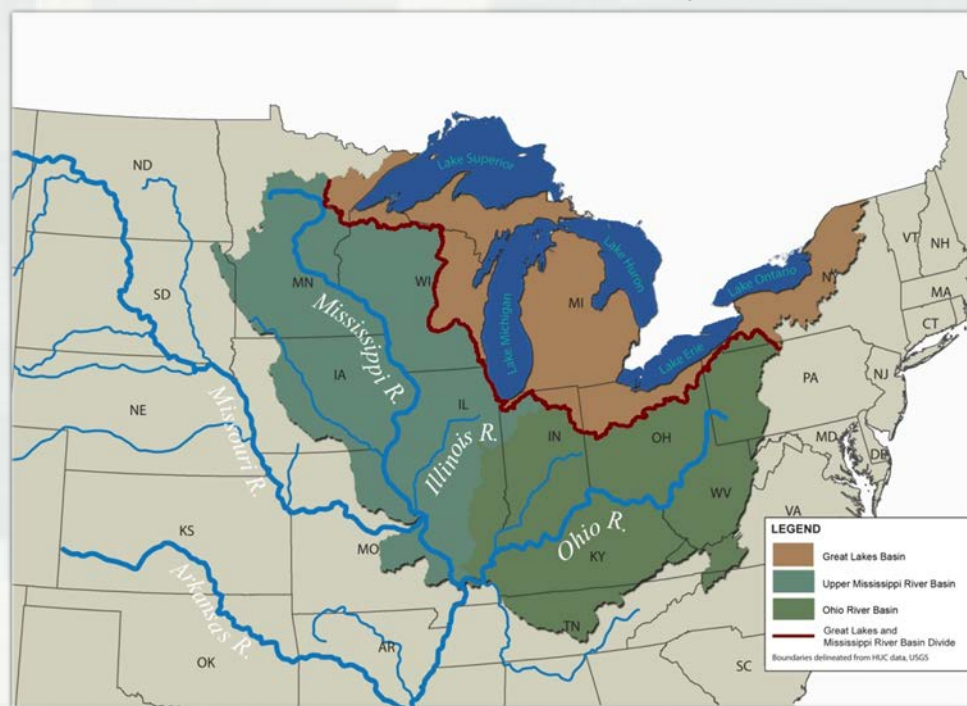 Lake Superior
ND
MN
WI
Lake Michigan
Lake Huron
MI
Lake Ontario
NY
VT
NH
MA
CT
Lake Erie
SD
Mississippi R.
IA
NE
Missouri R.
IL
Illinois R.
IN
OH
PA
NJ
MD
DE
WV
VA
KS
MO
Ohio R.
KY
Arkansas R.
TN
OK
AR
SC
LEGEND
Great Lakes Basin
Upper Mississippi River Basin
Ohio River Basin
Great Lakes and
Mississippi River Basin Divide
Boundaries delineated from HUC data, USGS